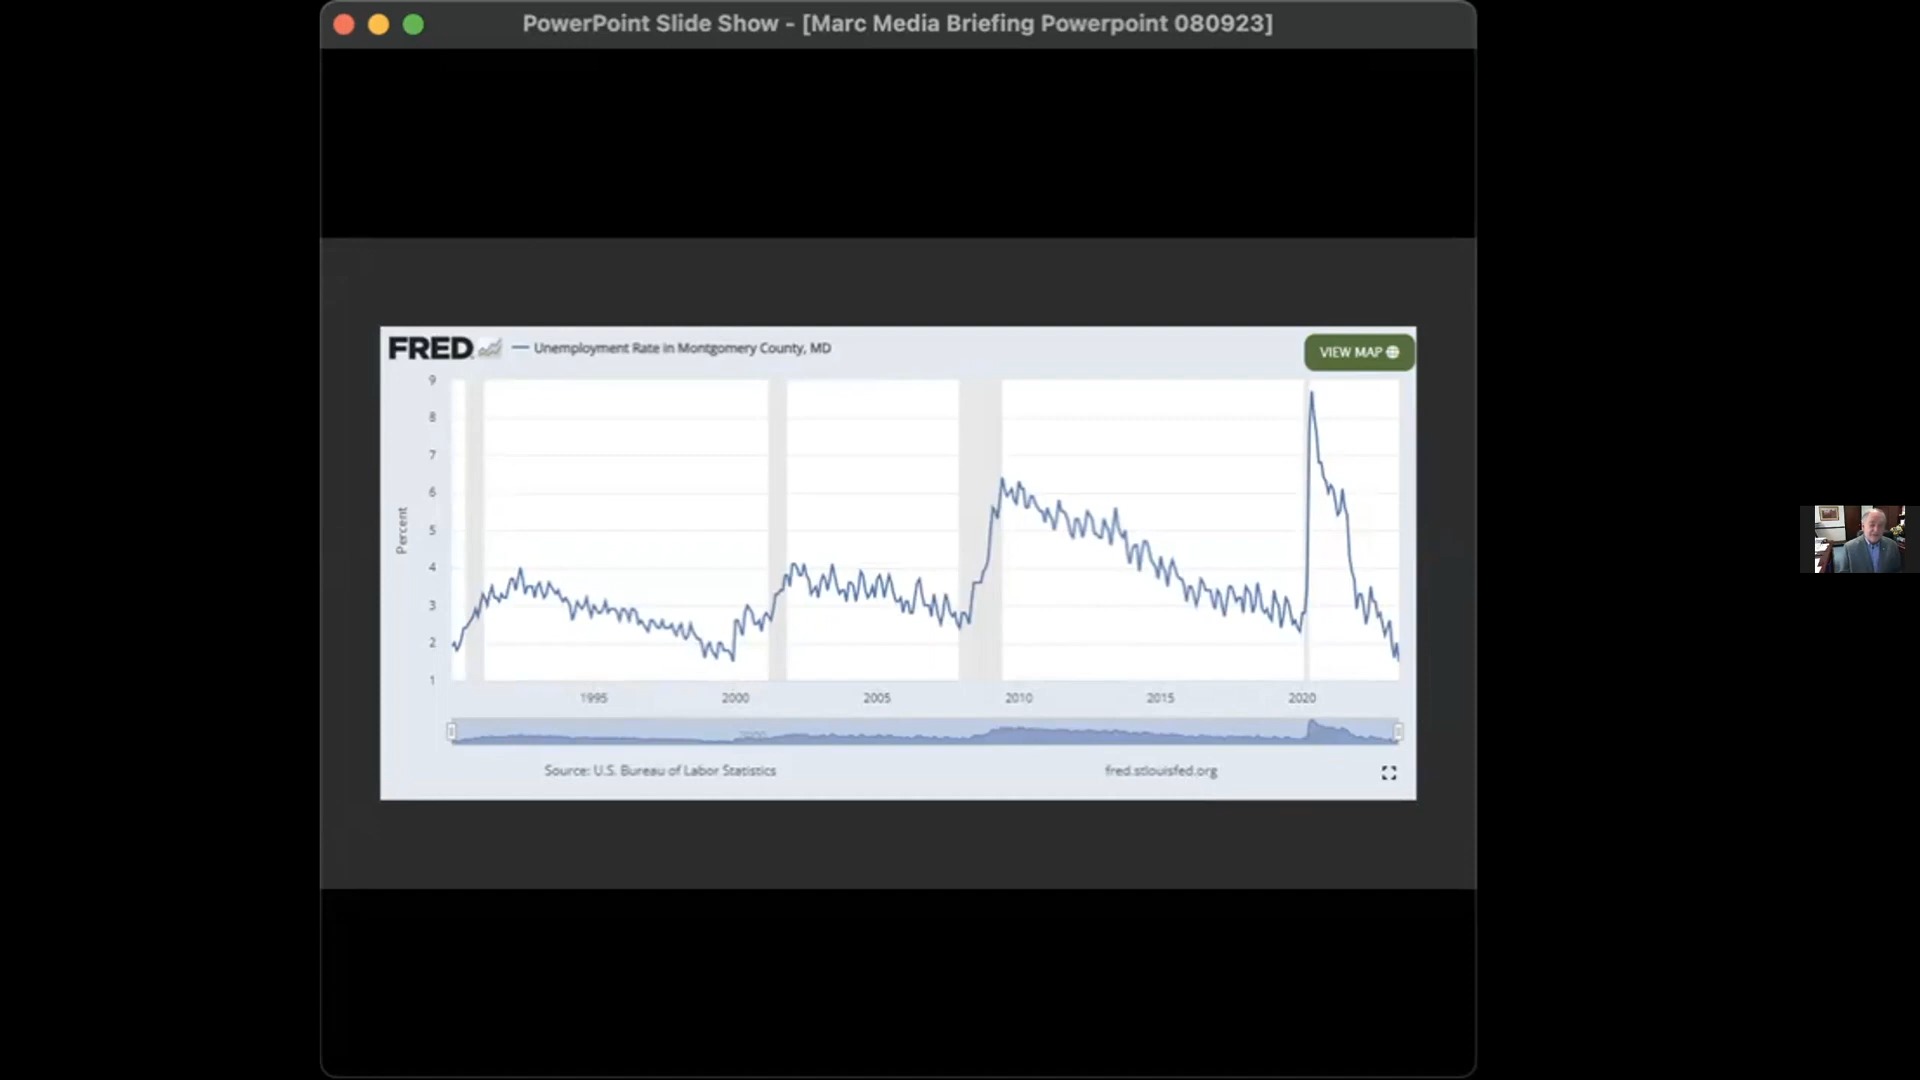 PowerPoint Slide Show - [Marc Media Briefing Powerpoint 080923]
FRED
Unemployment Rate in Montgomery County, MD
VIEW MAP
9
8
7
6
5
4
3
2
1
Percent
1995 2000 2005 2010 2015 2020
2000
Source: U.S. Bureau of Labor Statistics
fred.stlouisfed.org